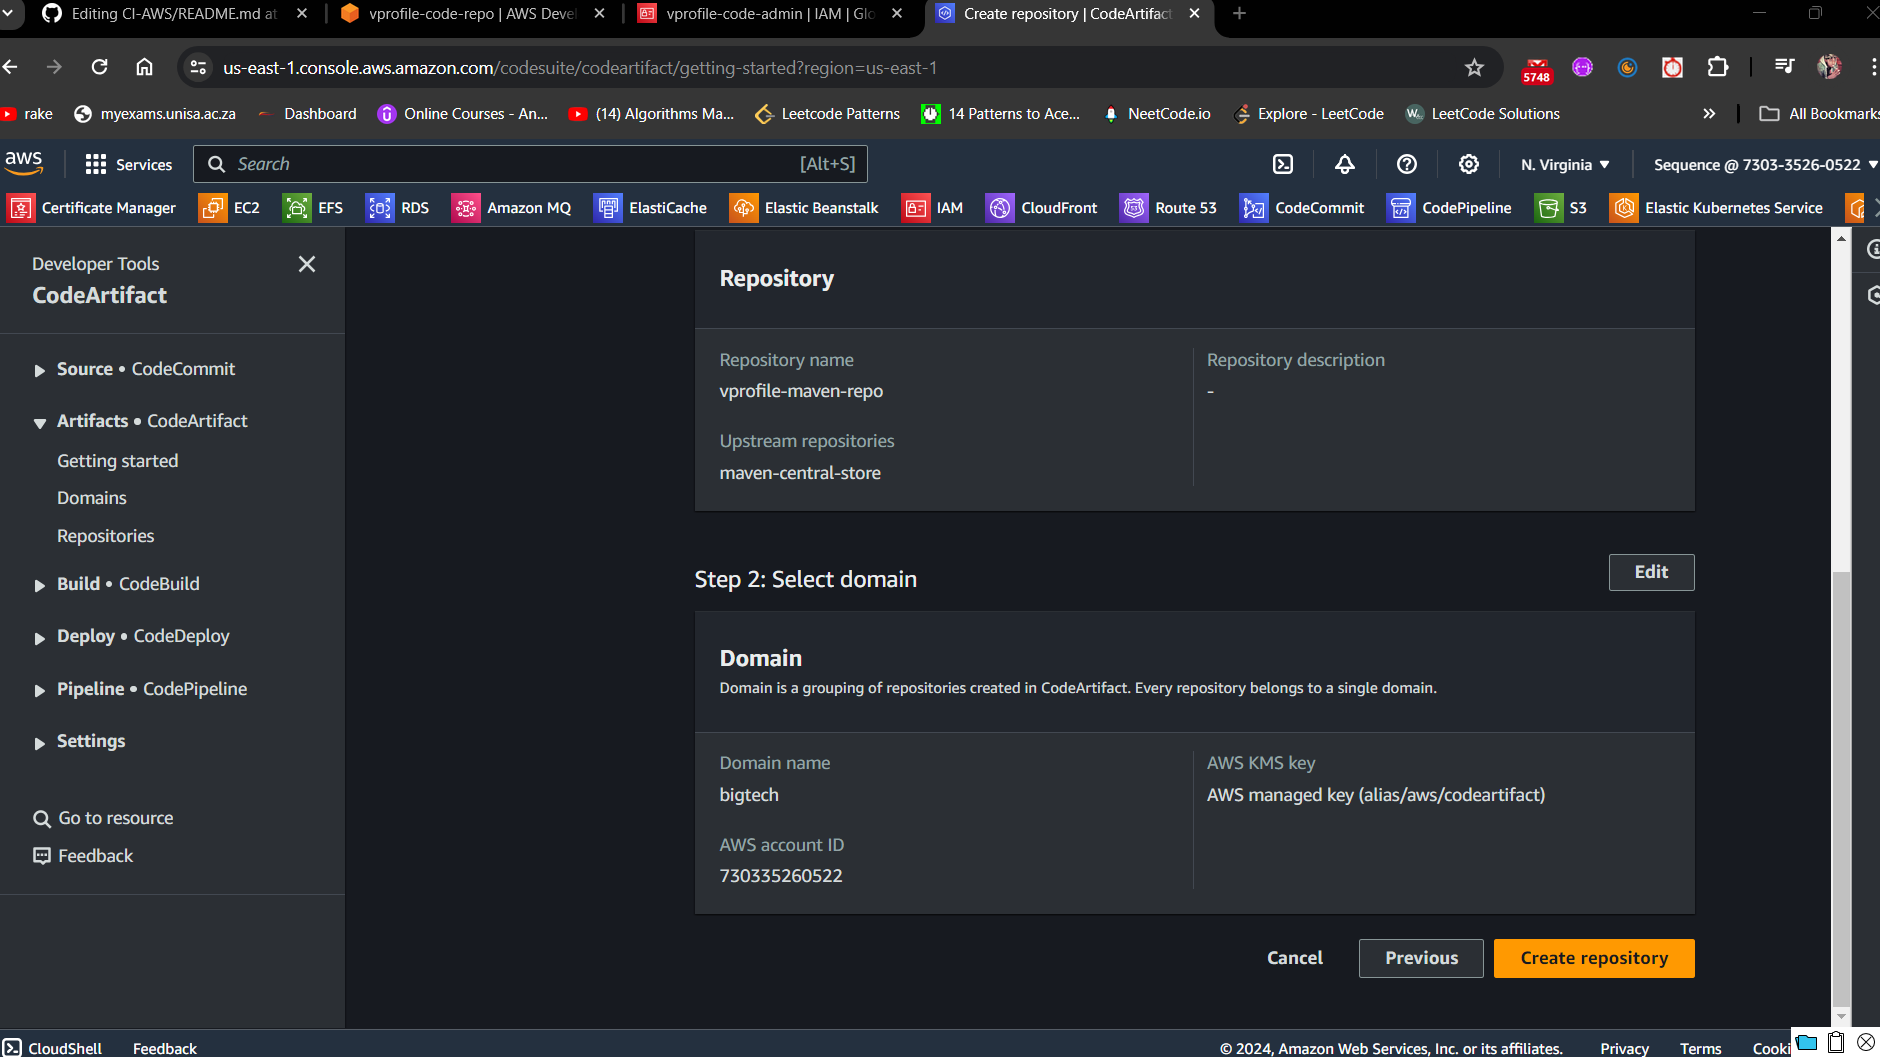 Editing CI-AWS/README.md at
vprofile-code-repo | AWS Devel
vprofile-code-admin | IAM | Glo
Create repository | CodeArtifact
us-east-1.console.aws.amazon.com/codesuite/codeartifact/getting-started?region=us-east-1
5748
rake
myexams.unisa.ac.za
Dashboard
Online Courses - An...
(14) Algorithms Ma...
Leetcode Patterns
14 Patterns to Ace...
NeetCode.io
Explore - LeetCode
LeetCode Solutions
All Bookmarks
aws
Services
Search
[Alt+S]
N. Virginia
Sequence @ 7303-3526-0522
Certificate Manager
EC2
EFS
RDS
Amazon MQ
ElastiCache
Elastic Beanstalk
IAM
CloudFront
Route 53
CodeCommit
CodePipeline
S3
Elastic Kubernetes Service
Developer Tools
CodeArtifact
Source • CodeCommit
Artifacts • CodeArtifact
Getting started
Domains
Repositories
Build • CodeBuild
Deploy • CodeDeploy
Pipeline • CodePipeline
Settings
Go to resource
Feedback
Repository
Repository name
vprofile-maven-repo
Upstream repositories
maven-central-store
Repository description
-
Step 2: Select domain
Edit
Domain
Domain is a grouping of repositories created in CodeArtifact. Every repository belongs to a single domain.
Domain name
bigtech
AWS account ID
730335260522
AWS KMS key
AWS managed key (alias/aws/codeartifact)
Cancel
Previous
Create repository
CloudShell
Feedback
© 2024, Amazon Web Services, Inc. or its affiliates.
Privacy
Terms
Cooki